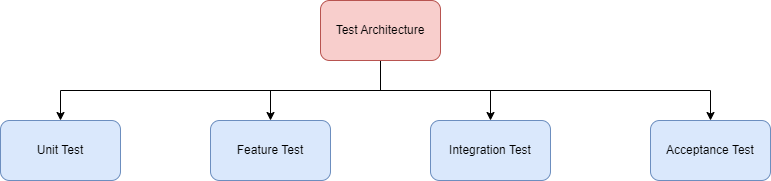 Test Architecture
Unit Test
Feature Test
Integration Test
Acceptance Test